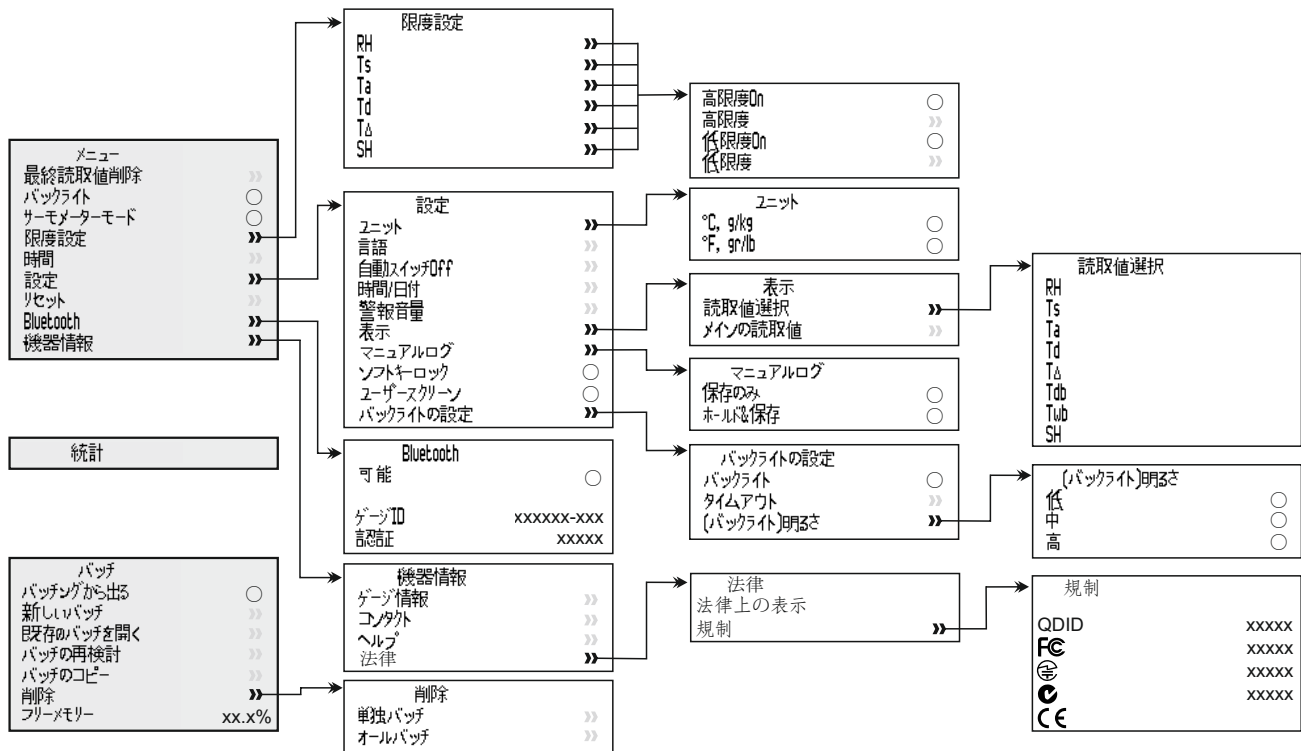 メニュー
最終読取値削除 »
バックライト ○
サーモメーターモード ○
限度設定 »
時間 »
設定 »
リセット »
Bluetooth »
機器情報 »
統計
バッチ
バッチングから出る ○
新しいバッチ »
既存のバッチを開く »
バッチの再検討 »
バッチのコピー »
削除 »
フリーメモリー xx.x%
限度設定
RH »
Ts »
Ta »
Td »
T△ »
SH »
設定
ユニット »
言語 »
自動スイッチOff »
時間/日付 »
警報音量 »
表示 »
マニュアルログ »
ソフトキーロック ○
ユーザースクリーン ○
バックライトの設定 »
Bluetooth
可能 ○
ゲージID xxxxxx-xxx
認証 xxxxx
機器情報
ゲージ情報 »
コンタクト »
ヘルプ »
法律 »
削除
単独バッチ »
オールバッチ »
高限度On ○
高限度 »
低限度On ○
低限度 »
ユニット
°C, g/kg ○
°F, gr/lb ○
表示
読取値選択 »
メインの読取値 »
マニュアルログ
保存のみ ○
ホールド&保存 ○
バックライトの設定
バックライト ○
タイムアウト »
(バックライト)明るさ »
法律
法律上の表示
規制 »
読取値選択
RH
Ts
Ta
Td
T△
Tdb
Twb
SH
(バックライト)明るさ
低 ○
中 ○
高 ○
規制
QDID xxxxx
FC xxxxx
xxxxx
xxxxx
CE